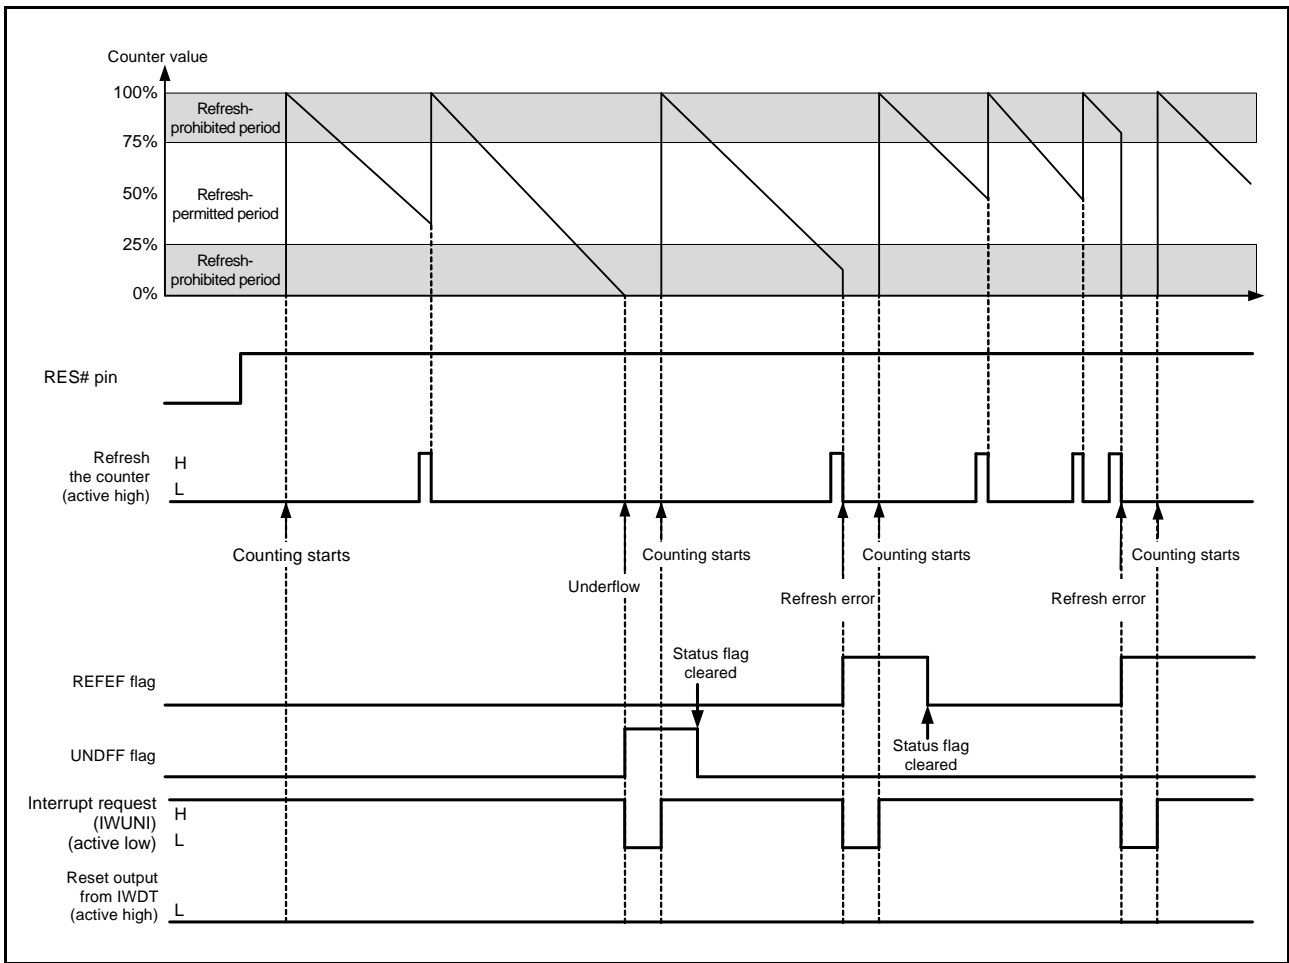 Counter value
100%
Refresh-
prohibited period
75%
50%
Refresh-
permitted period
25%
Refresh-
prohibited period
0%
RES# pin
Refresh
the counter
(active high)
H
L
Counting starts
Counting starts
Counting starts
Counting starts
Underflow
Refresh error
Refresh error
Status flag
cleared
REFEF flag
Status flag
cleared
UNDFF flag
Interrupt request
(IWUNI)
(active low)
H
L
Reset output
from IWDT
(active high)
L